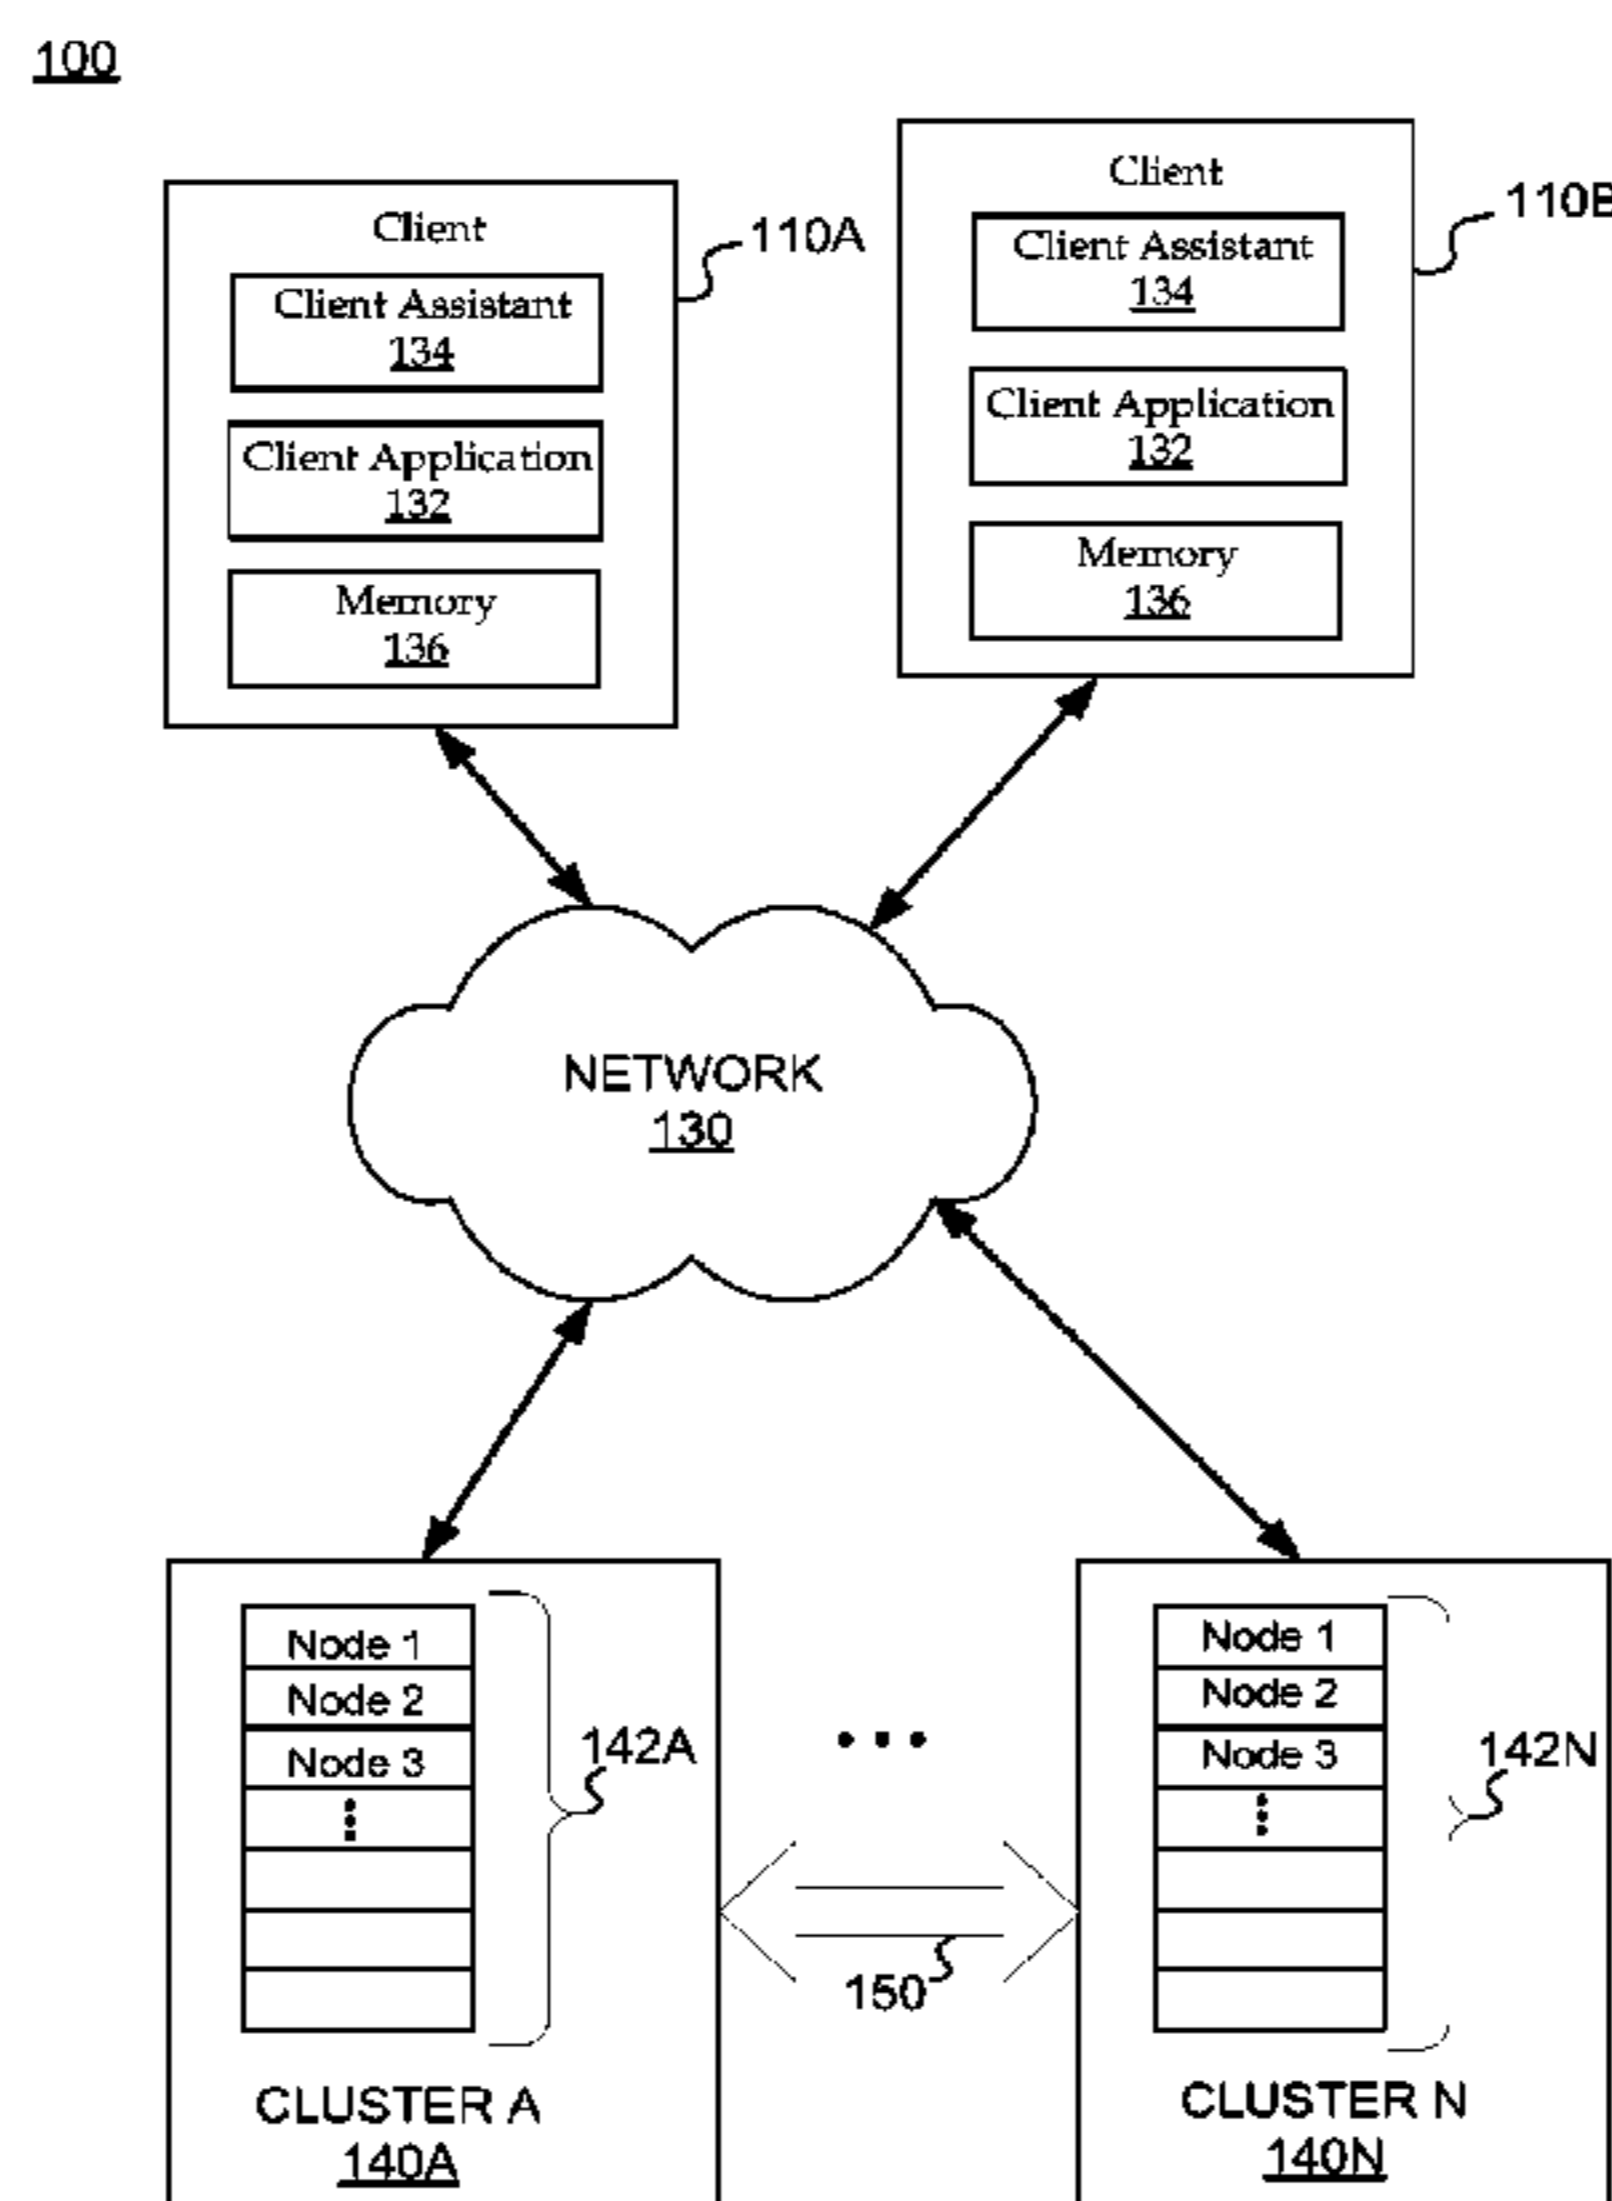 100
Client
Client Assistant
134
Client Application
132
Memory
136
110A
Client
Client Assistant
134
Client Application
132
Memory
136
110B
NETWORK
130
Node 1
Node 2
Node 3
142A
CLUSTER A
140A
150
Node 1
Node 2
Node 3
142N
CLUSTER N
140N